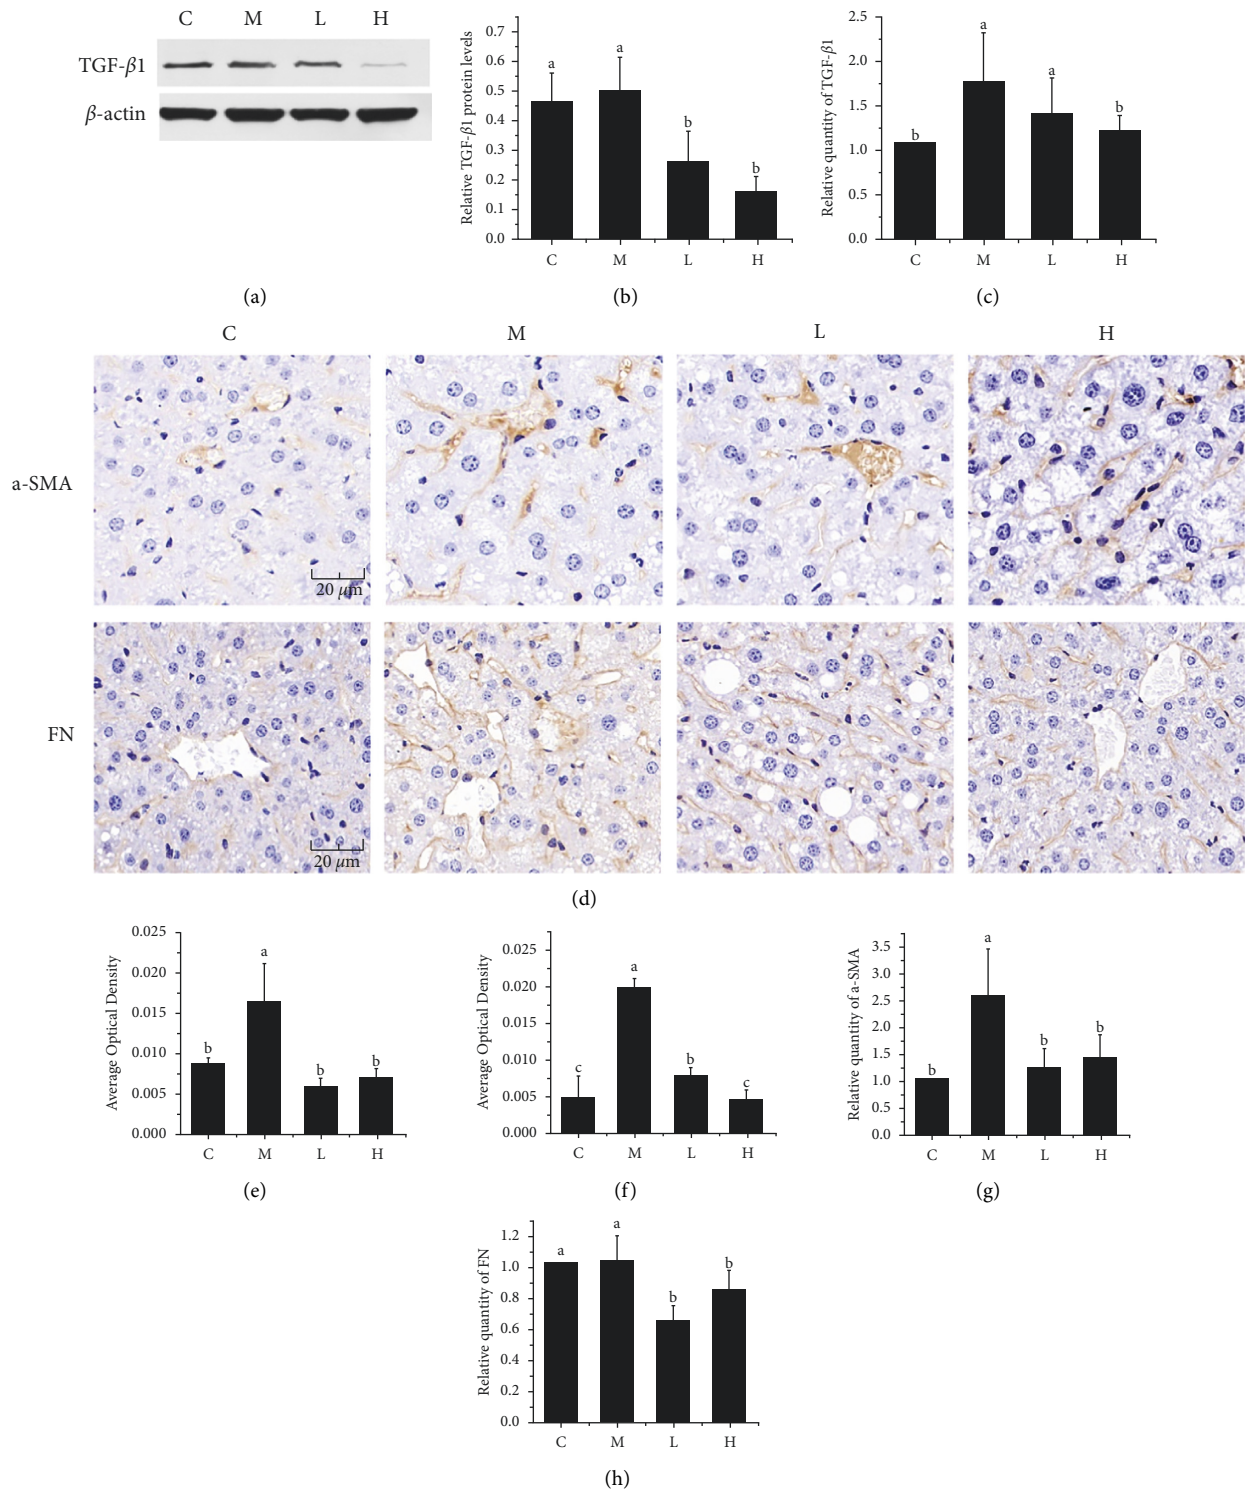 C M L H
TGF-β1
β-actin
(a)
Relative TGF-β1 protein levels
0.7
0.6
0.5
0.4
0.3
0.2
0.1
0.0
a
a
b
b
C M L H
(b)
Relative quantity of TGF-β1
2.5
2.0
1.5
1.0
0.5
0.0
b
a
a
b
C M L H
(c)
C M L H
a-SMA
20 μm
FN
20 μm
(d)
Average Optical Density
0.025
0.020
0.015
0.010
0.005
0.000
b
a
b
b
C M L H
(e)
Average Optical Density
0.025
0.020
0.015
0.010
0.005
0.000
c
a
b
c
C M L H
(f)
Relative quantity of a-SMA
3.5
3.0
2.5
2.0
1.5
1.0
0.5
0.0
b
a
b
b
C M L H
(g)
Relative quantity of FN
1.2
1.0
0.8
0.6
0.4
0.2
0.0
a
a
b
b
C M L H
(h)